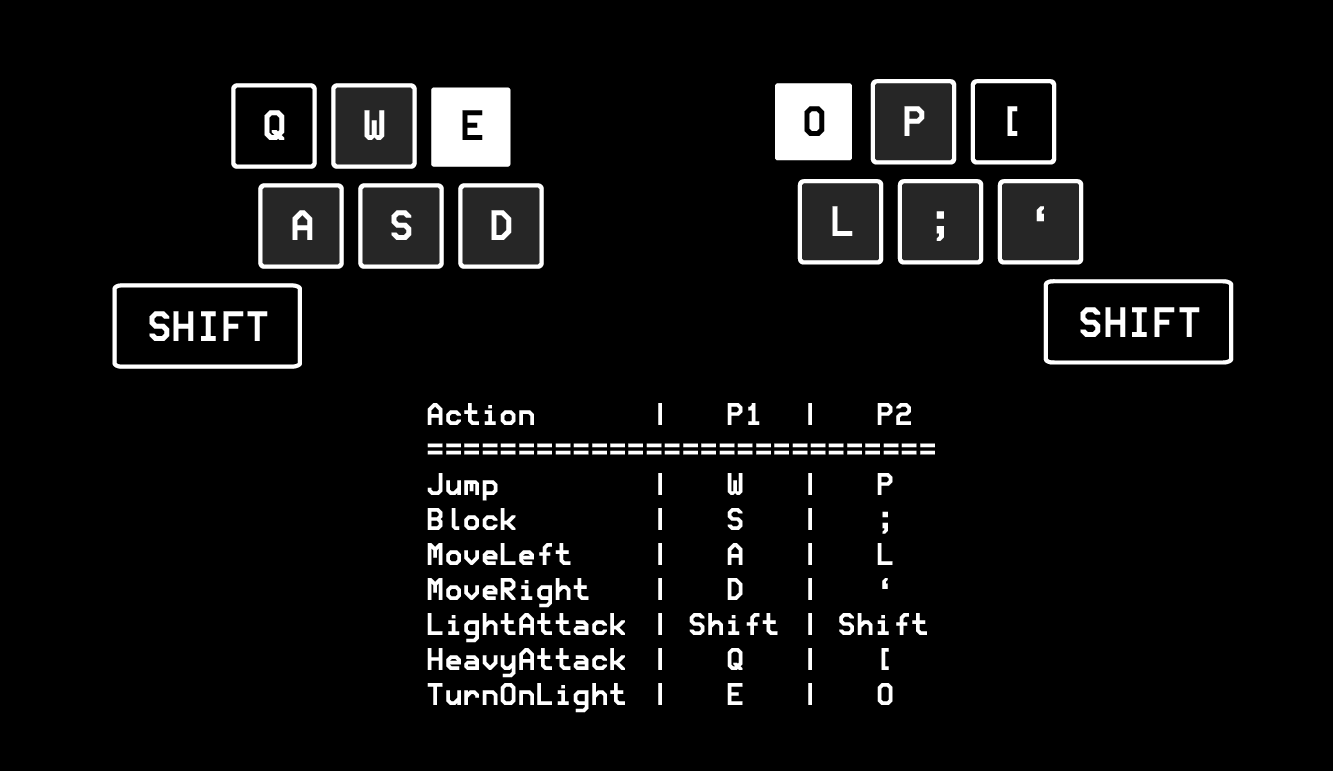 Q W E O P [
A S D L ; ‘
SHIFT SHIFT
Action | P1 | P2
============================
Jump | W | P
Block | S | ;
MoveLeft | A | L
MoveRight | D | ‘
LightAttack | Shift | Shift
HeavyAttack | Q | [
TurnOnLight | E | O